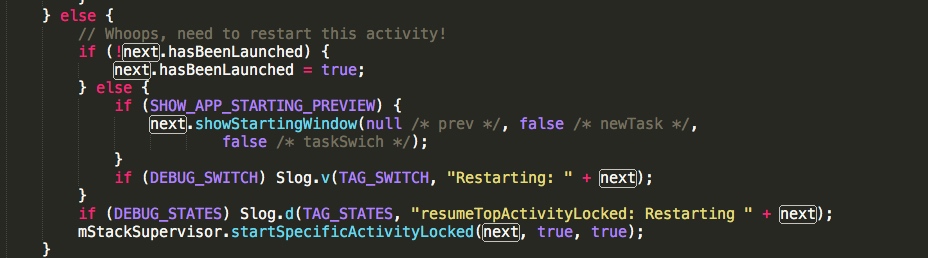 } else {
// Whoops, need to restart this activity!
if (!next.hasBeenLaunched) {
next.hasBeenLaunched = true;
} else {
if (SHOW_APP_STARTING_PREVIEW) {
next.showStartingWindow(null /* prev */, false /* newTask */,
false /* taskSwich */);
}
if (DEBUG_SWITCH) Slog.v(TAG_SWITCH, "Restarting: " + next);
}
if (DEBUG_STATES) Slog.d(TAG_STATES, "resumeTopActivityLocked: Restarting " + next);
mStackSupervisor.startSpecificActivityLocked(next, true, true);
}